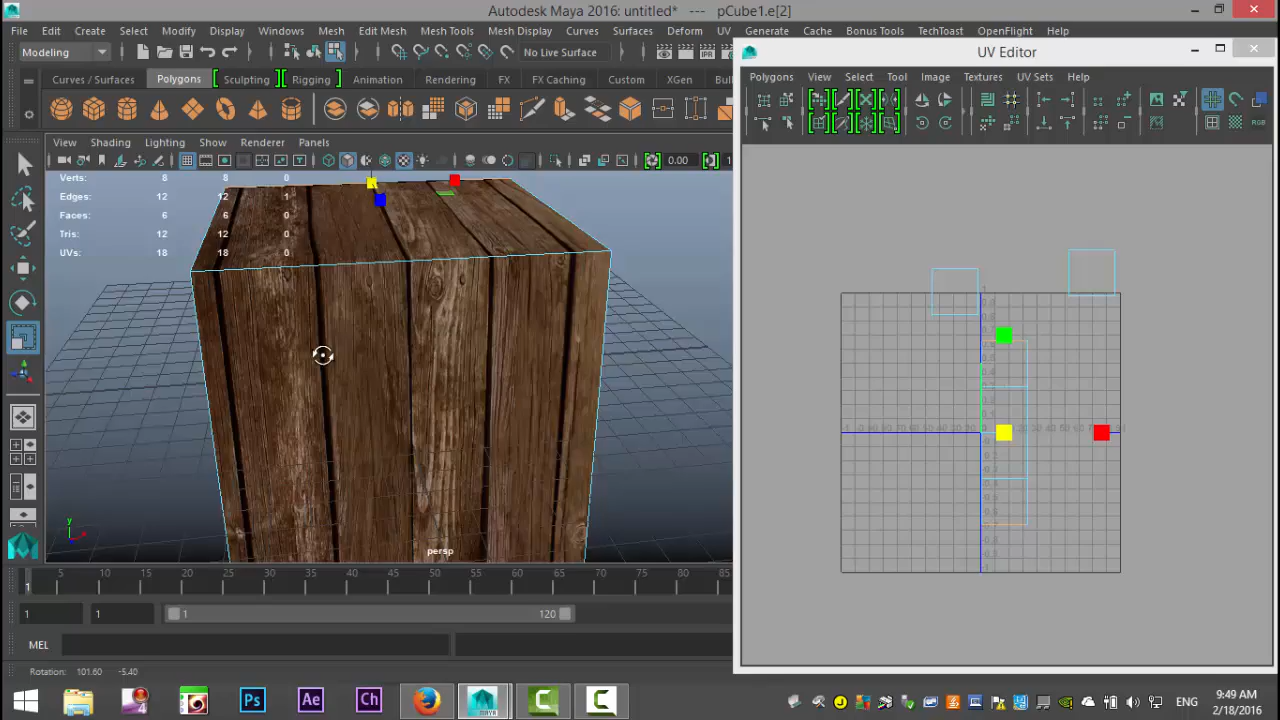 Autodesk Maya 2016: untitled* --- pCube1.e[2]
File Edit Create Select Modify Display Windows Mesh Edit Mesh Mesh Tools Mesh Display Curves Surfaces Deform UV Generate Cache Bonus Tools TechToast OpenFlight Help
Modeling
No Live Surface
Curves / Surfaces Polygons Sculpting Rigging Animation Rendering FX FX Caching Custom XGen
View Shading Lighting Show Renderer Panels
0.00
Verts: 8 8 0
Edges: 12 12 1
Faces: 6 6 0
Tris: 12 12 0
UVs: 18 18 0
y
persp
UV Editor
Polygons View Select Tool Image Textures UV Sets Help
RGB
1 5 10 15 20 25 30 35 40 45 50 55 60 65 70 75 80
1 1 1 120
MEL
Rotation: 101.60 -5.40
Ps Ae Ch
ENG
9:49 AM
2/18/2016